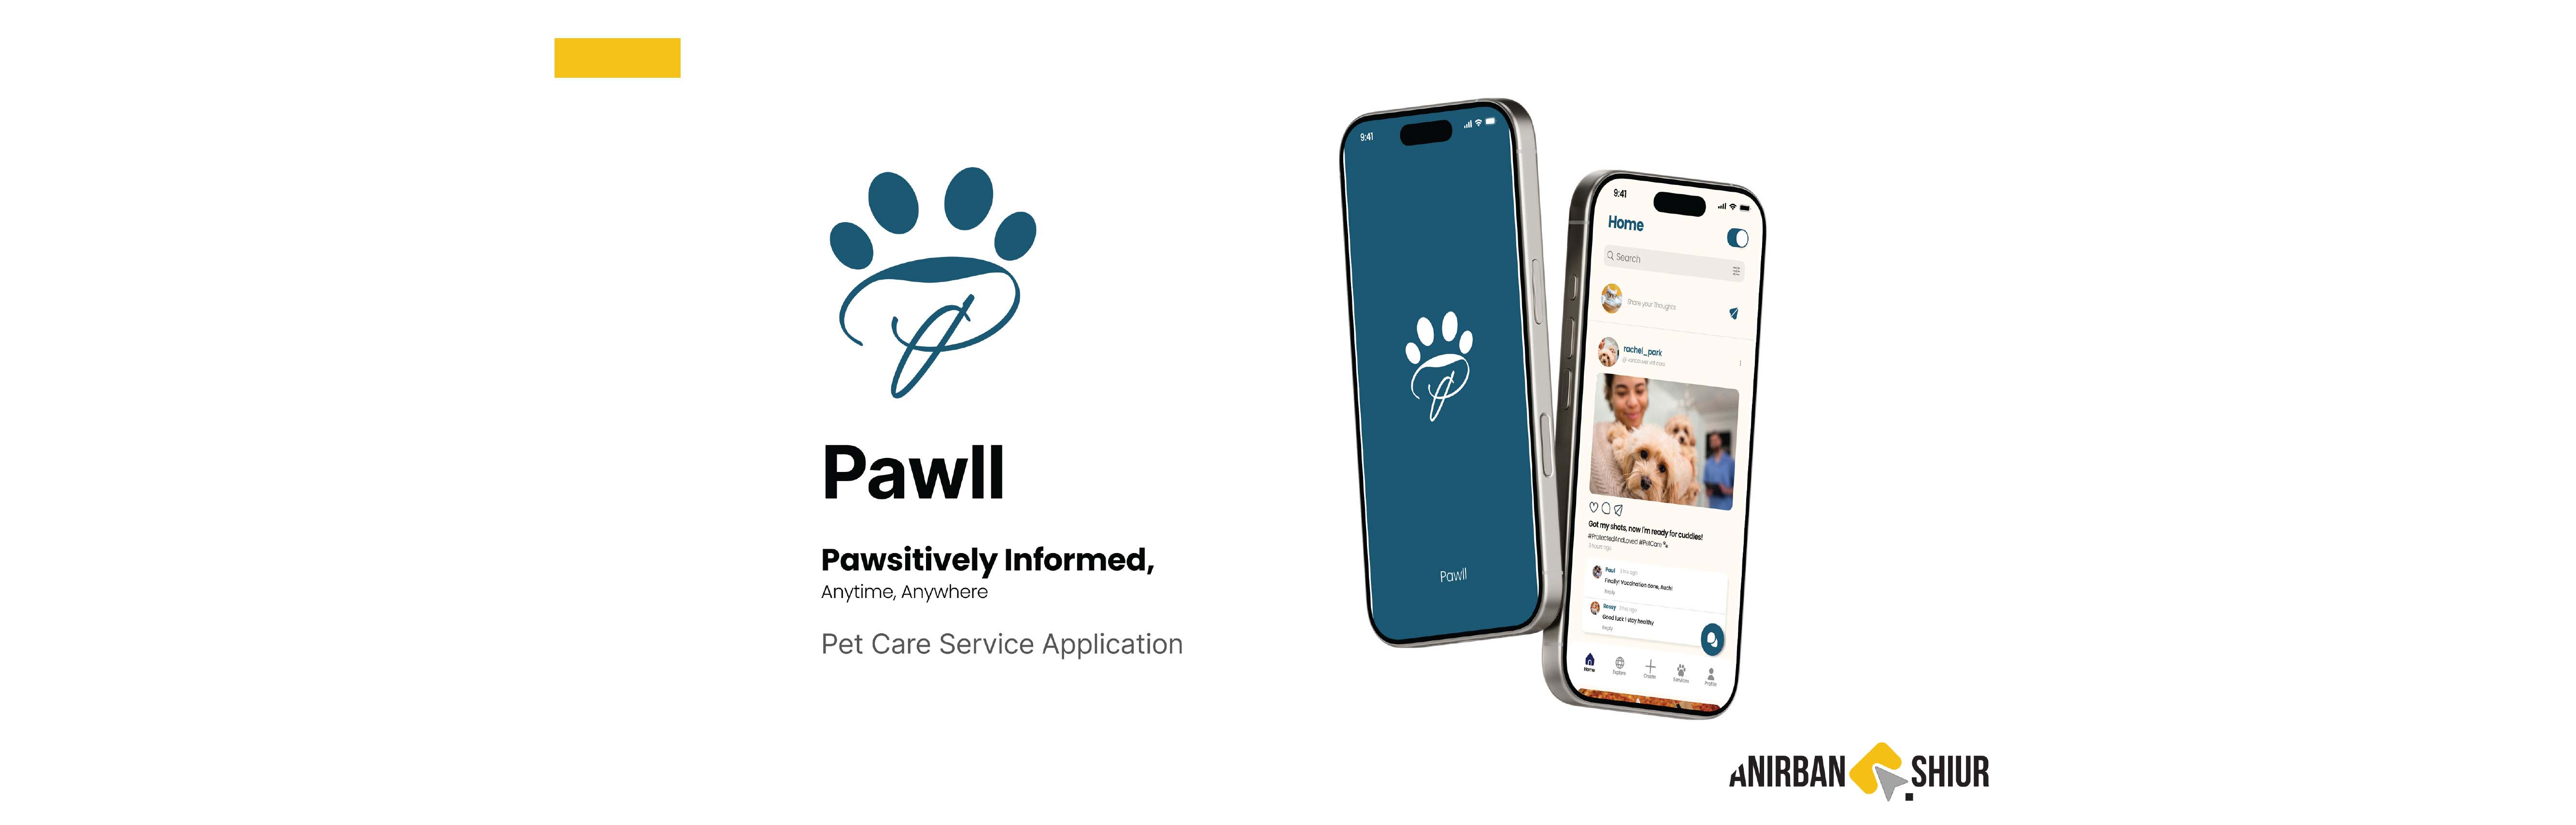 Pawll
Pawsitively Informed,
Anytime, Anywhere
Pet Care Service Application
9:41
Pawll
9:41
Home
Search
Share your Thoughts
rachel_park
Got my shots, now I'm ready for cuddles!
#ProtectedAndLoved #PetCare
Paul
Finally! Vaccination done, Auch!
Reply
Rossy
Good luck ! stay healthy
Reply
Home
Explore
Create
Services
Profile
ANIRBAN SHIUR